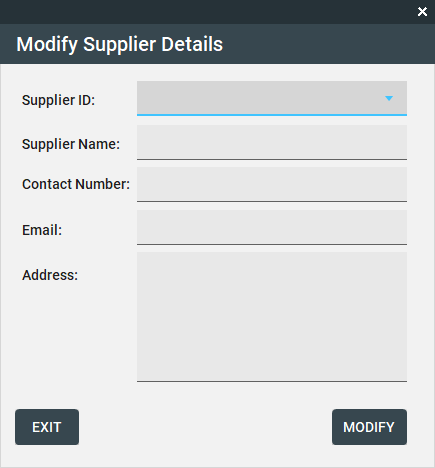 Modify Supplier Details
Supplier ID:
Supplier Name:
Contact Number:
Email:
Address:
EXIT
MODIFY